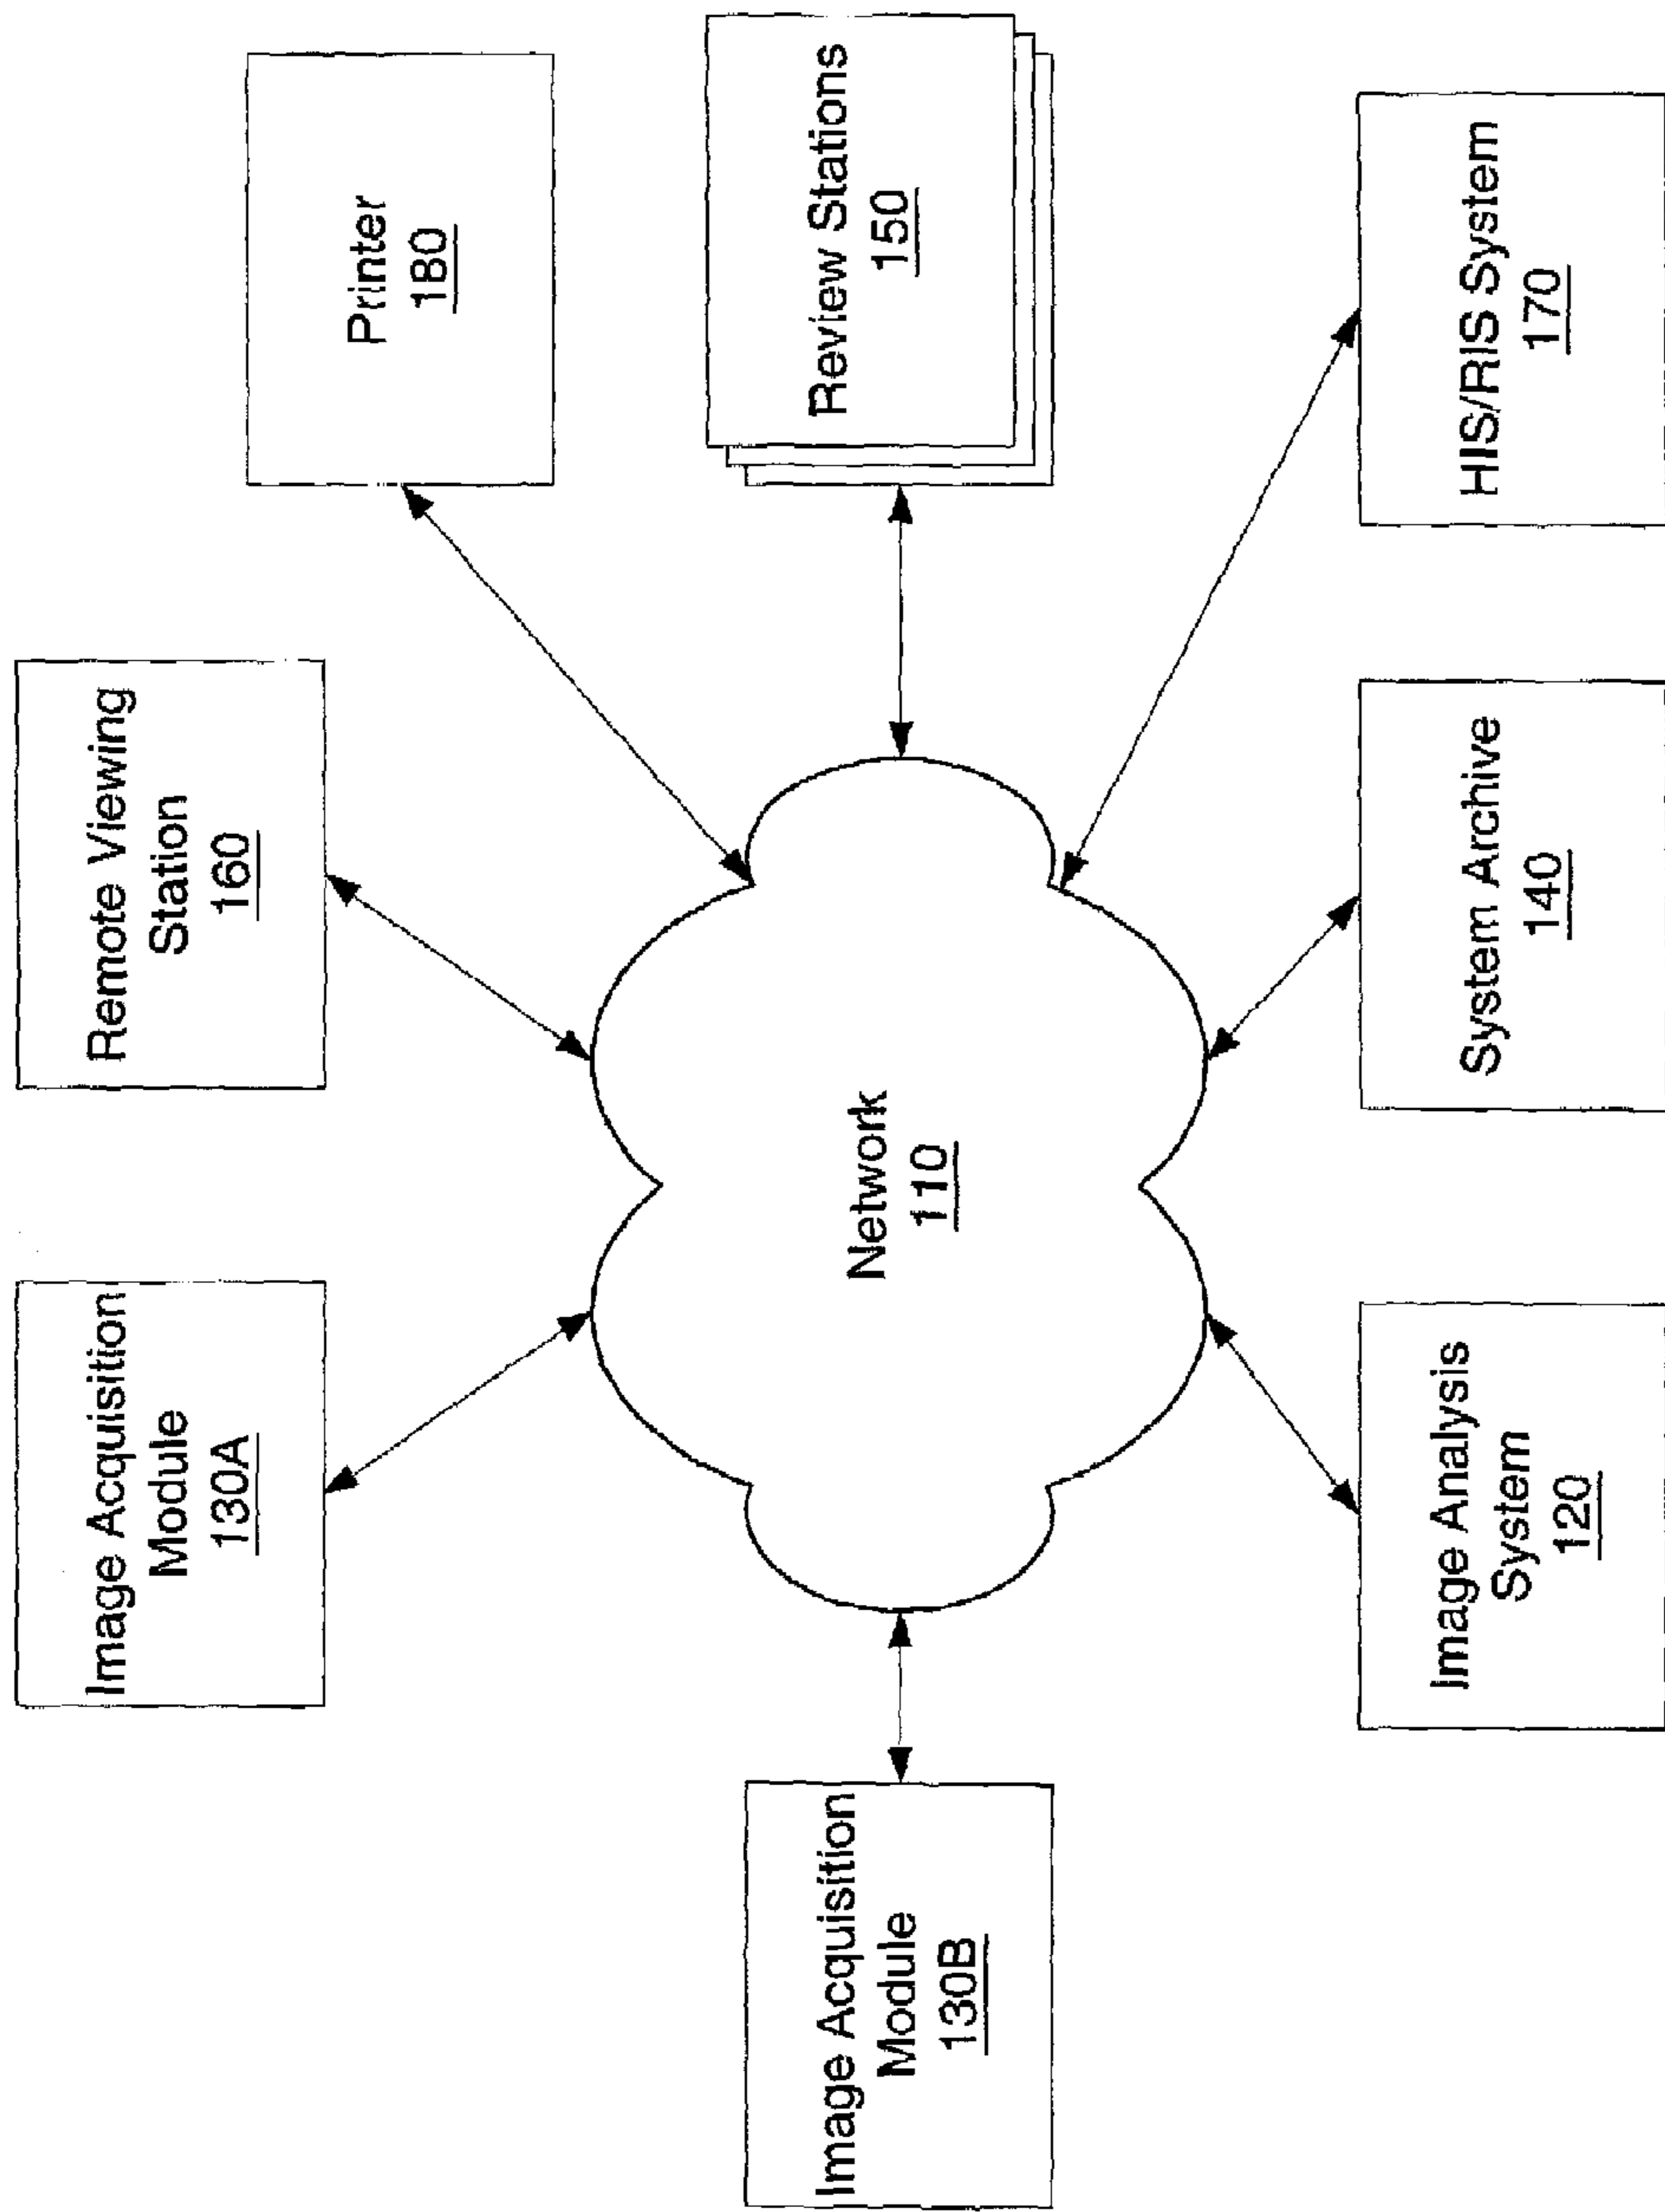 Image Acquisition
Module
130A
Remote Viewing
Station
160
Printer
180
Image Acquisition
Module
130B
Network
110
Review Stations
150
Image Analysis
System
120
System Archive
140
HIS/RIS System
170